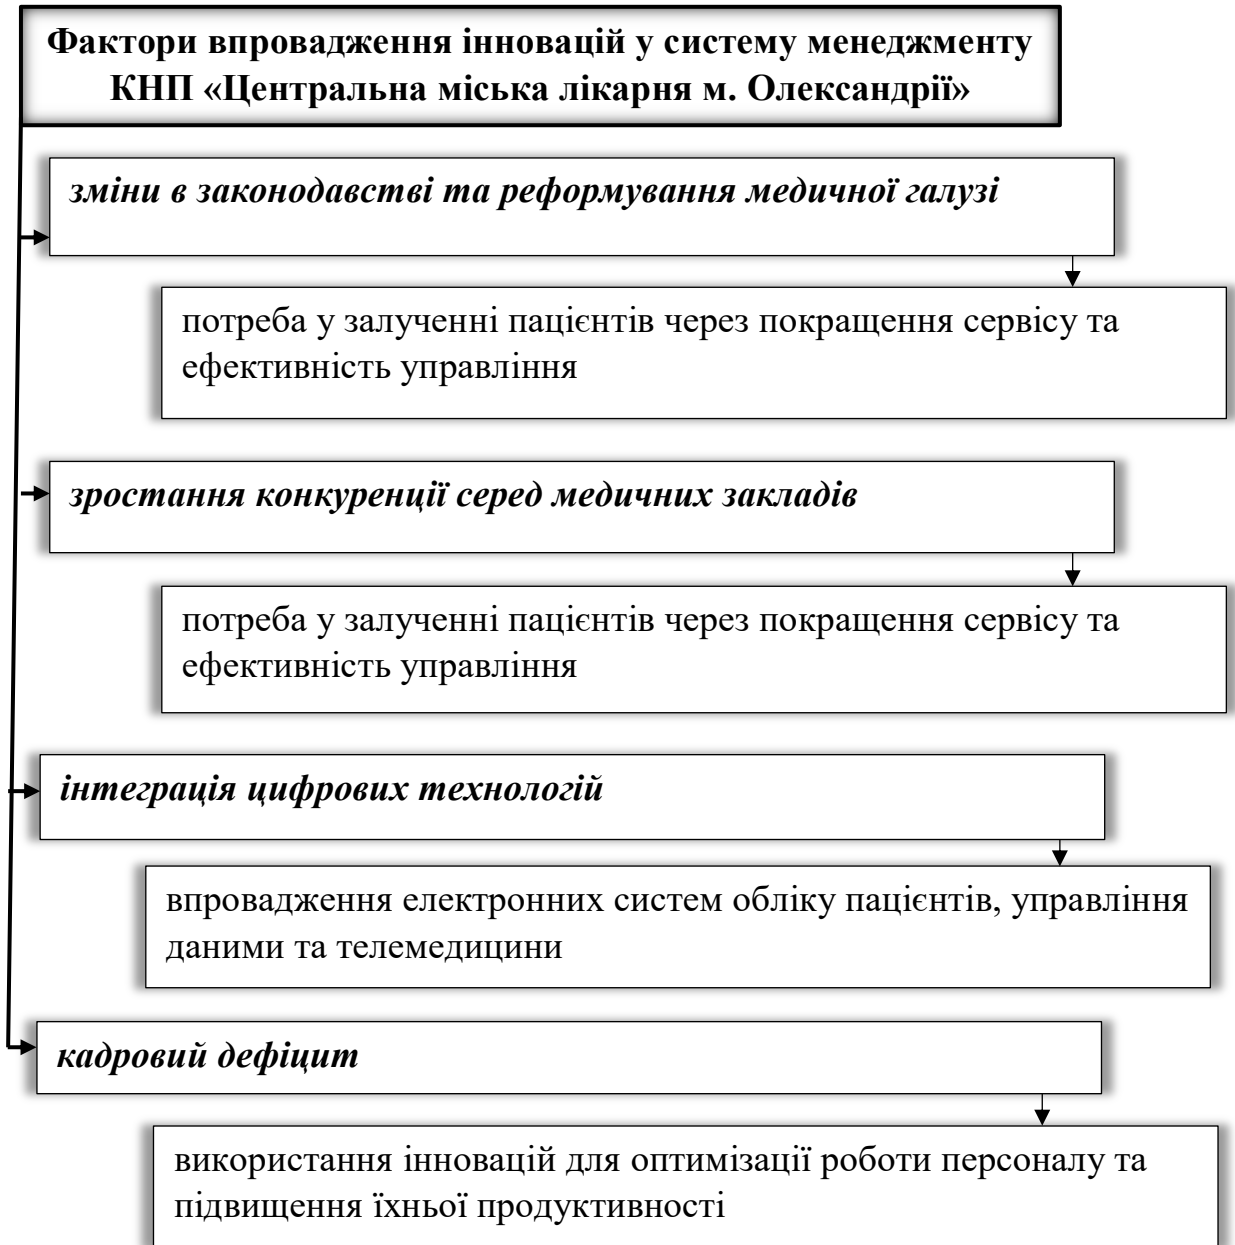 Фактори впровадження інновацій у систему менеджменту
КНП «Центральна міська лікарня м. Олександрії»
зміни в законодавстві та реформування медичної галузі
потреба у залученні пацієнтів через покращення сервісу та
ефективність управління
зростання конкуренції серед медичних закладів
потреба у залученні пацієнтів через покращення сервісу та
ефективність управління
інтеграція цифрових технологій
впровадження електронних систем обліку пацієнтів, управління
даними та телемедицини
кадровий дефіцит
використання інновацій для оптимізації роботи персоналу та
підвищення їхньої продуктивності